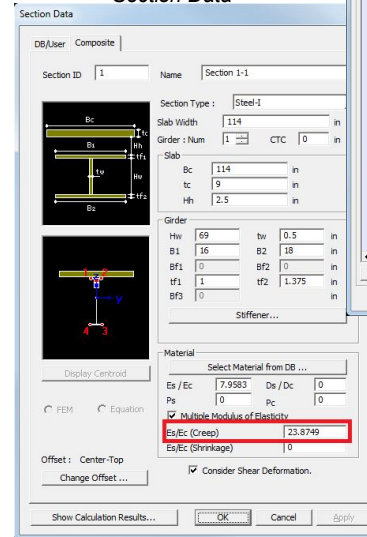 Section Data
Section Data
DB/User Composite
Section ID 1 Name Section 1-1
Section Type : Steel-I
Slab Width 114 in
Girder : Num 1 CTC 0 in
Slab
Bc 114 in
tc 9 in
Hh 2.5 in
Bc
tc
B1 Hh
tf1
tw Hw
tf2
B2
Girder
Hw 69 tw 0.5 in
B1 16 B2 18 in
Bf1 0 Bf2 0 in
tf1 1 tf2 1.375 in
Bf3 0 in
Stiffener...
1 2
y
4 3
Display Centroid
FEM Equation
Material
Select Material from DB ...
Es / Ec 7.9583 Ds / Dc 0
Ps 0 Pc 0
Multiple Modulus of Elasticity
Es/Ec (Creep) 23.8749
Es/Ec (Shrinkage) 0
Offset : Center-Top
Change Offset ...
Consider Shear Deformation.
Show Calculation Results... OK Cancel Apply